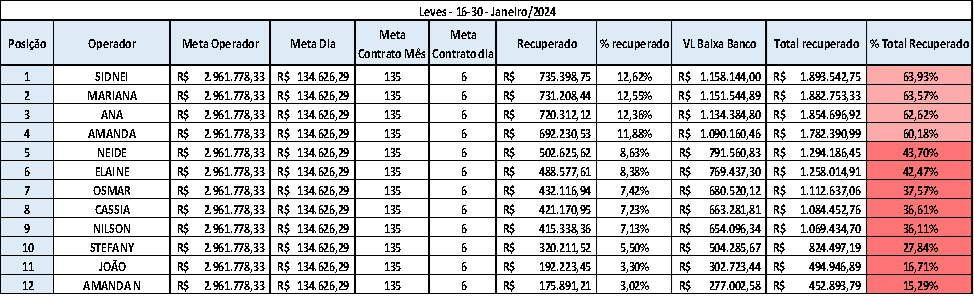 Leves - 16-30 - Janeiro/2024
Posição Operador Meta Operador Meta Dia Meta Contrato Mês Meta Contrato dia Recuperado % recuperado VL Baixa Banco Total recuperado % Total Recuperado
1 SIDNEI R$ 2.961.778,33 R$ 134.626,29 135 6 R$ 735.398,75 12,62% R$ 1.158.144,00 R$ 1.893.542,75 63,93%
2 MARIANA R$ 2.961.778,33 R$ 134.626,29 135 6 R$ 731.208,44 12,55% R$ 1.151.544,89 R$ 1.882.753,33 63,57%
3 ANA R$ 2.961.778,33 R$ 134.626,29 135 6 R$ 720.312,12 12,36% R$ 1.134.384,80 R$ 1.854.696,92 62,62%
4 AMANDA R$ 2.961.778,33 R$ 134.626,29 135 6 R$ 692.230,53 11,88% R$ 1.090.160,46 R$ 1.782.390,99 60,18%
5 NEIDE R$ 2.961.778,33 R$ 134.626,29 135 6 R$ 502.625,62 8,63% R$ 791.560,83 R$ 1.294.186,45 43,70%
6 ELAINE R$ 2.961.778,33 R$ 134.626,29 135 6 R$ 488.577,61 8,38% R$ 769.437,30 R$ 1.258.014,91 42,47%
7 OSMAR R$ 2.961.778,33 R$ 134.626,29 135 6 R$ 432.116,94 7,42% R$ 680.520,12 R$ 1.112.637,06 37,57%
8 CASSIA R$ 2.961.778,33 R$ 134.626,29 135 6 R$ 421.170,95 7,23% R$ 663.281,81 R$ 1.084.452,76 36,61%
9 NILSON R$ 2.961.778,33 R$ 134.626,29 135 6 R$ 415.338,36 7,13% R$ 654.096,34 R$ 1.069.434,70 36,11%
10 STEFANY R$ 2.961.778,33 R$ 134.626,29 135 6 R$ 320.211,52 5,50% R$ 504.285,67 R$ 824.497,19 27,84%
11 JOÃO R$ 2.961.778,33 R$ 134.626,29 135 6 R$ 192.223,45 3,30% R$ 302.723,44 R$ 494.946,89 16,71%
12 AMANDA N R$ 2.961.778,33 R$ 134.626,29 135 6 R$ 175.891,21 3,02% R$ 277.002,58 R$ 452.893,79 15,29%